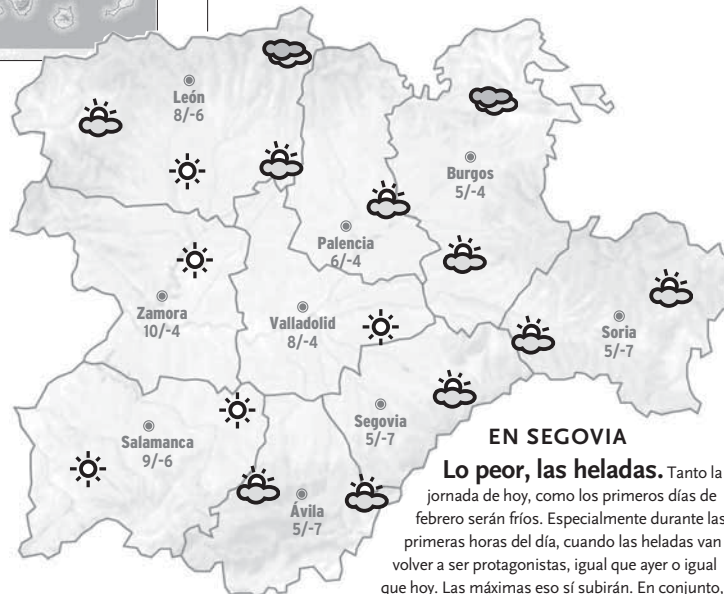 León
8/-6
Burgos
5/-4
Palencia
6/-4
Zamora
10/-4
Valladolid
8/-4
Soria
5/-7
Segovia
5/-7
Salamanca
9/-6
Ávila
5/-7
EN SEGOVIA
Lo peor, las heladas. Tanto la
jornada de hoy, como los primeros días de
febrero serán fríos. Especialmente durante las
primeras horas del día, cuando las heladas van
volver a ser protagonistas, igual que ayer o igual
que hoy. Las máximas eso sí subirán. En conjunto,